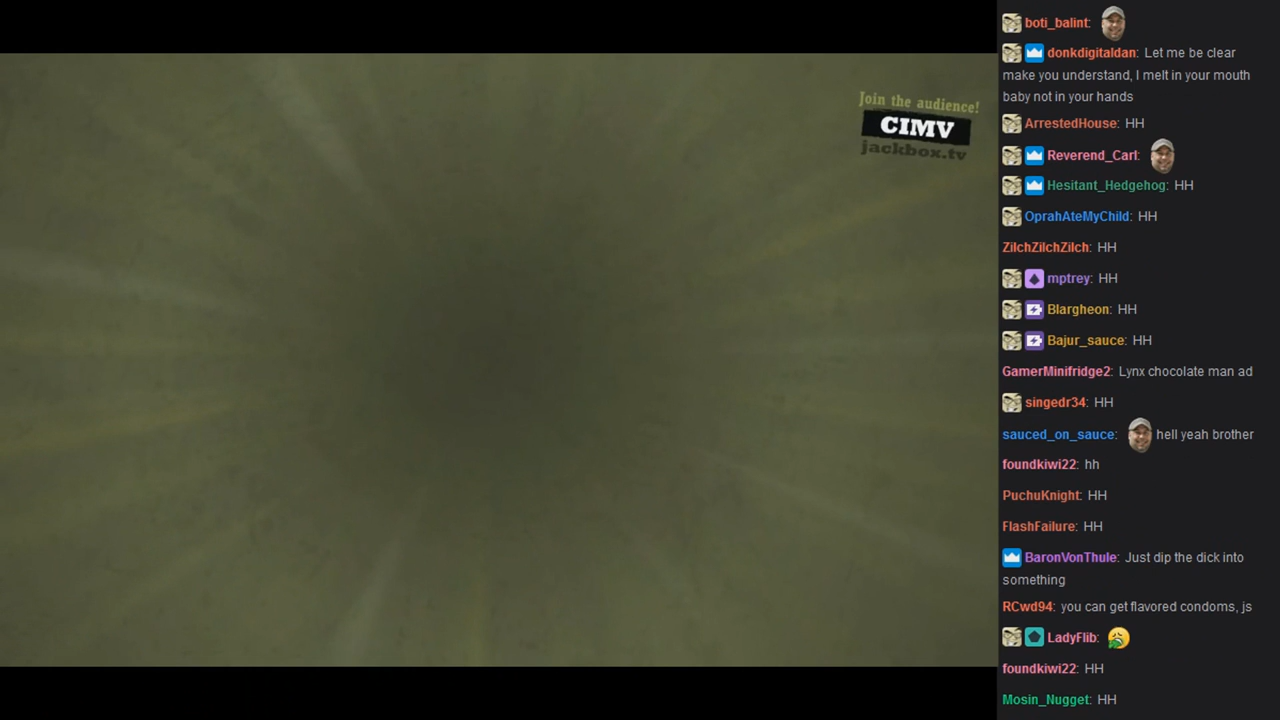 Join the audience!
CIMV
jackbox.tv
boti_balint:
donkdigitaldan: Let me be clear
make you understand, I melt in your mouth
baby not in your hands
ArrestedHouse: HH
Reverend_Carl:
Hesitant_Hedgehog: HH
OprahAteMyChild: HH
ZilchZilchZilch: HH
mptrey: HH
Blargheon: HH
Bajur_sauce: HH
GamerMinifridge2: Lynx chocolate man ad
singedr34: HH
sauced_on_sauce: hell yeah brother
foundkiwi22: hh
PuchuKnight: HH
FlashFailure: HH
BaronVonThule: Just dip the dick into
something
RCwd94: you can get flavored condoms, js
LadyFlib:
foundkiwi22: HH
Mosin_Nugget: HH